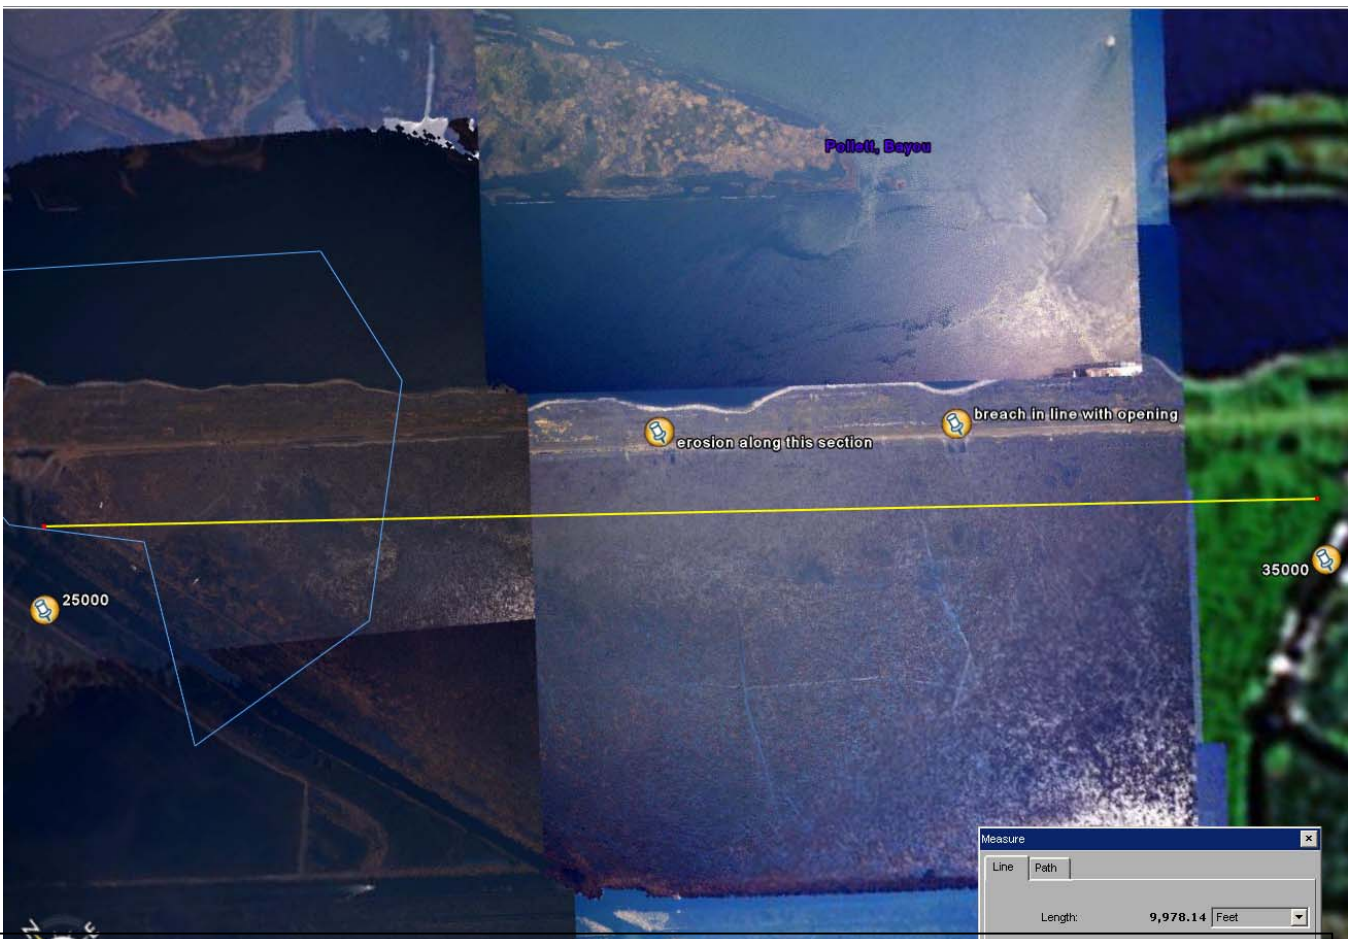 Pollett, Bayou
breach in line with opening
erosion along this section
35000
25000
Measure
Line Path
Length: 9,978.14 Feet
N E